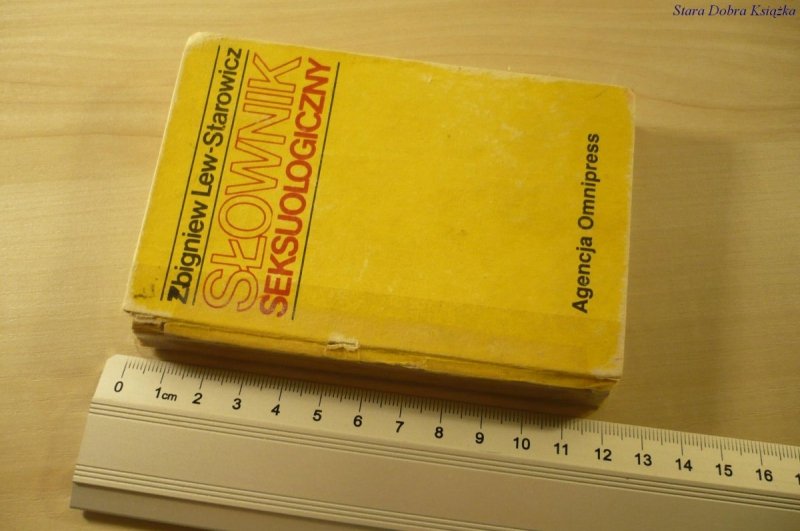 Stara Dobra Książka
Zbigniew Lew-Starowicz
SŁOWNIK
SEKSUOLOGICZNY
Agencja Omnipress
0 1cm 2 3 4 5 6 7 8 9 10 11 12 13 14 15 16